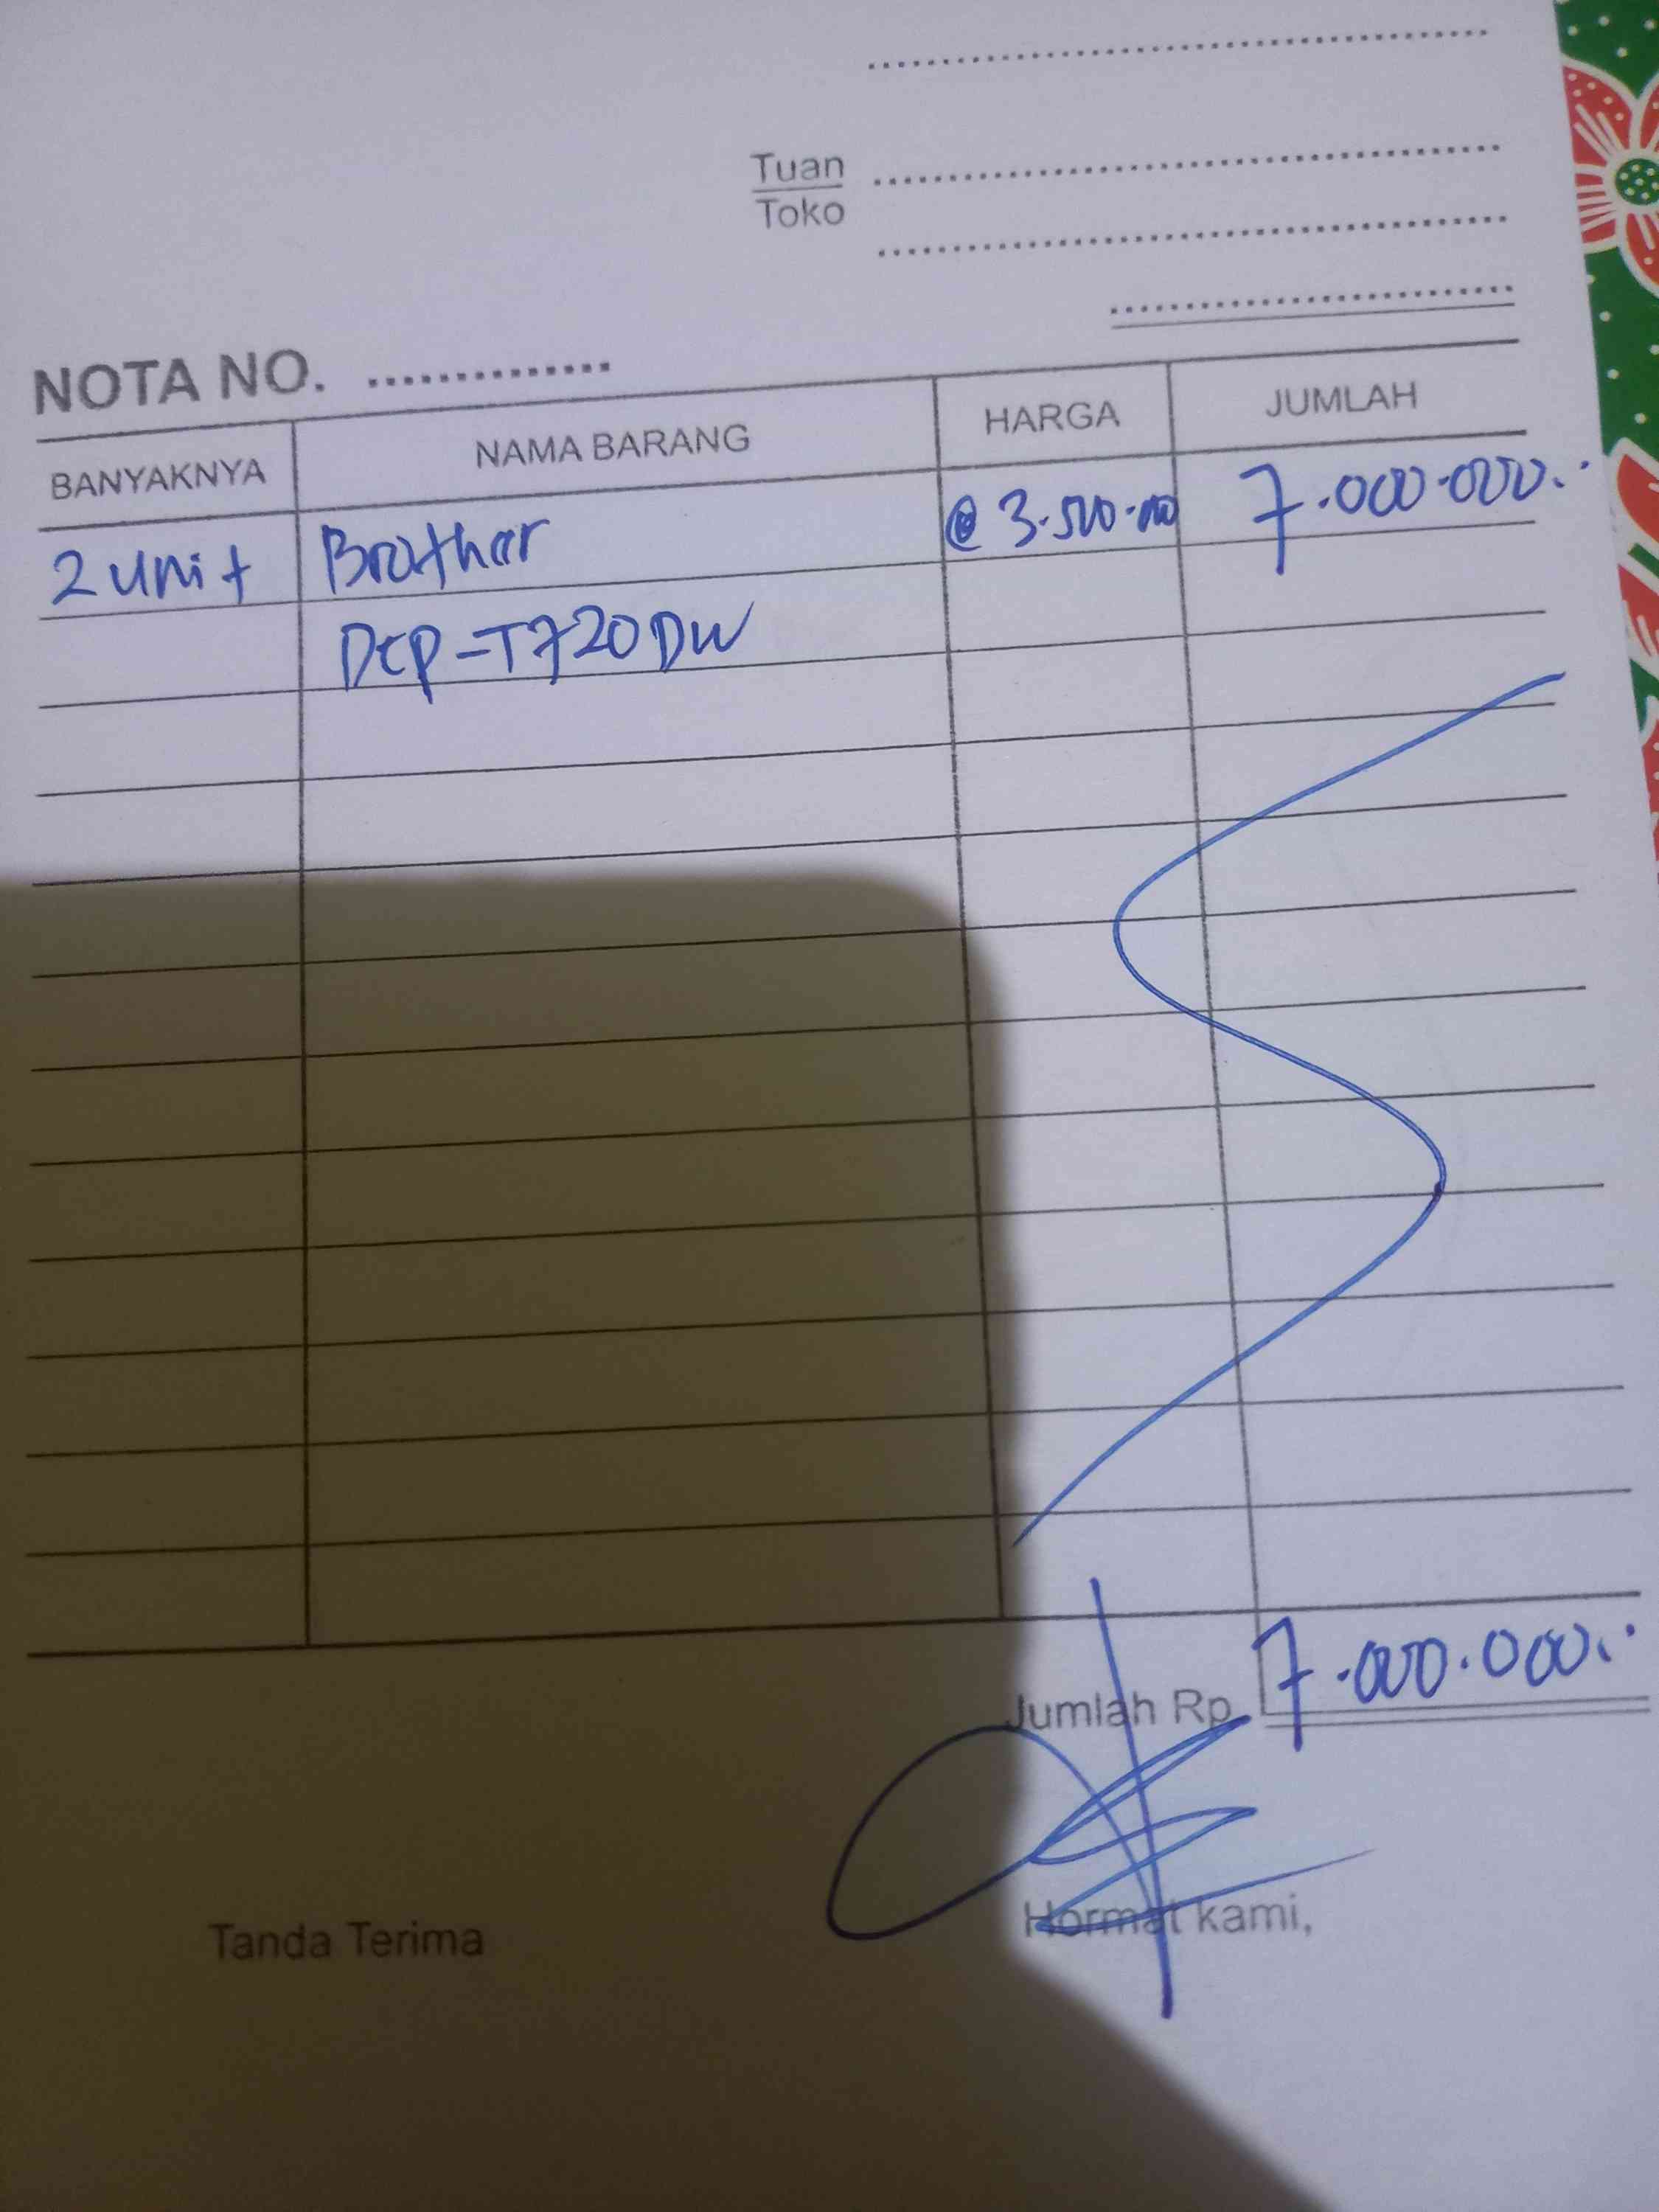 Tuan
Toko
NOTA NO. ..............
BANYAKNYA NAMA BARANG HARGA JUMLAH
2 unit Brother @ 3.500.000 7.000.000.-
DCP-T720DW
Jumlah Rp. 7.000.000.-
Tanda Terima Hormat kami,